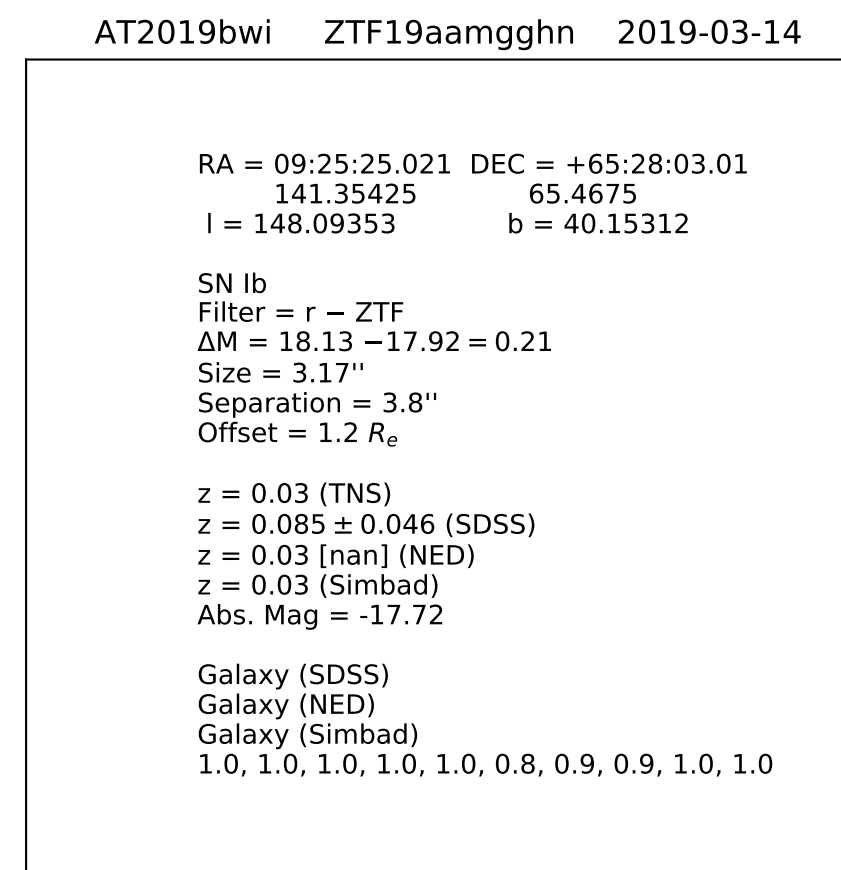 AT2019bwi ZTF19aamgghn 2019-03-14
RA = 09:25:25.021 DEC = +65:28:03.01
141.35425 65.4675
l = 148.09353 b = 40.15312
SN Ib
Filter = r − ZTF
ΔM = 18.13 −17.92 = 0.21
Size = 3.17''
Separation = 3.8''
Offset = 1.2 Rₑ
z = 0.03 (TNS)
z = 0.085 ± 0.046 (SDSS)
z = 0.03 [nan] (NED)
z = 0.03 (Simbad)
Abs. Mag = -17.72
Galaxy (SDSS)
Galaxy (NED)
Galaxy (Simbad)
1.0, 1.0, 1.0, 1.0, 1.0, 0.8, 0.9, 0.9, 1.0, 1.0